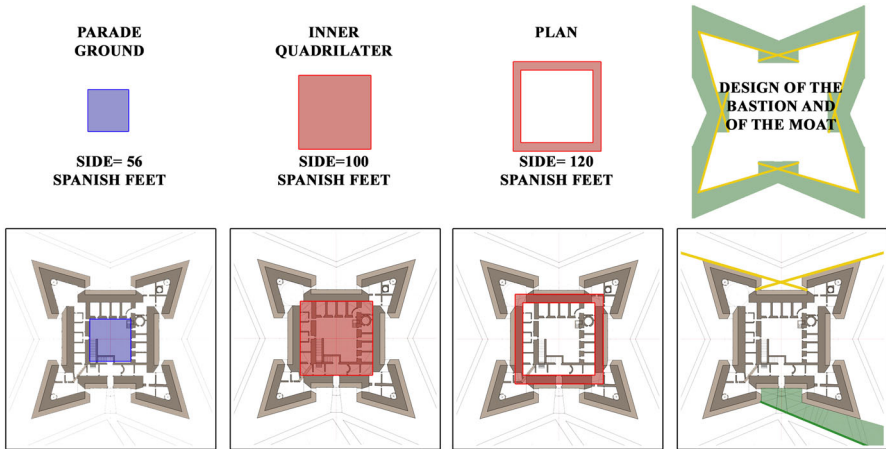 PARADE
GROUND
SIDE= 56
SPANISH FEET
INNER
QUADRILATER
SIDE=100
SPANISH FEET
PLAN
SIDE= 120
SPANISH FEET
DESIGN OF THE
BASTION AND
OF THE MOAT